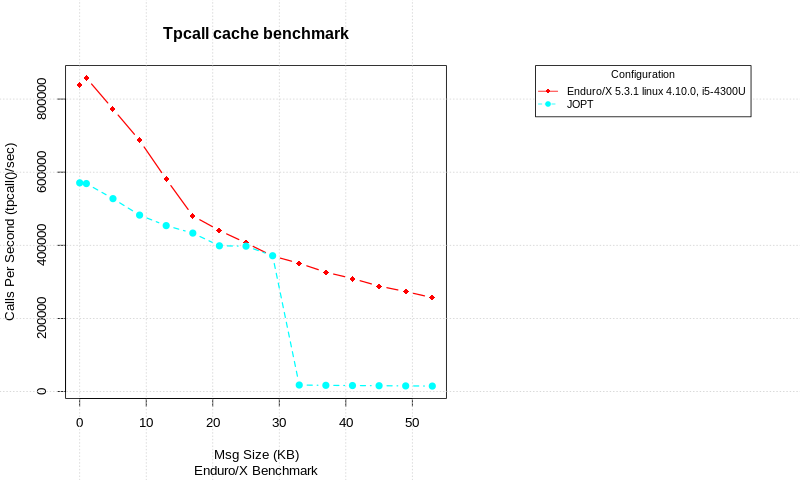 Tpcall cache benchmark
Configuration
Enduro/X 5.3.1 linux 4.10.0, i5-4300U
JOPT
Calls Per Second (tpcall()/sec)
800000
600000
400000
200000
0
0 10 20 30 40 50
Msg Size (KB)
Enduro/X Benchmark